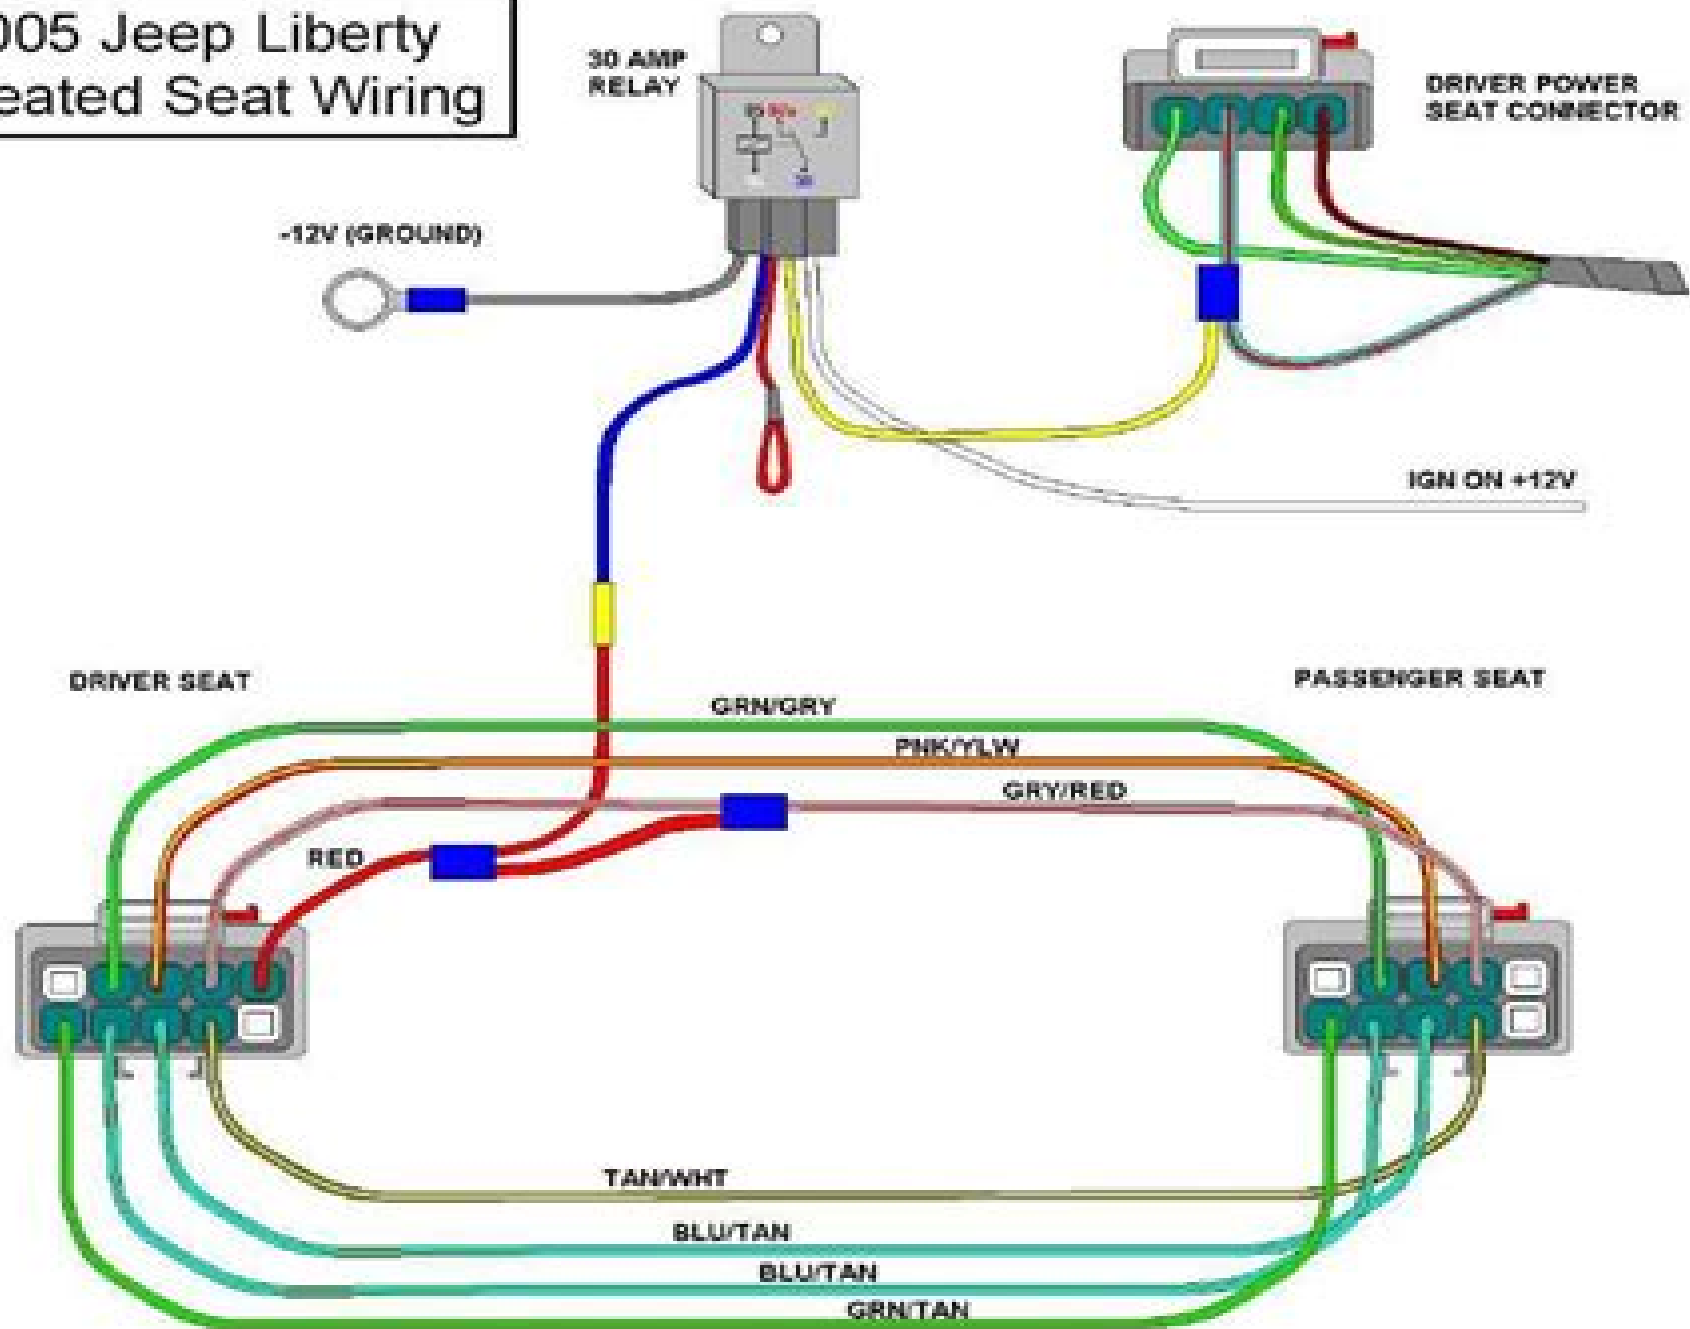 005 Jeep Liberty
eated Seat Wiring
30 AMP
RELAY
DRIVER POWER
SEAT CONNECTOR
-12V (GROUND)
IGN ON +12V
DRIVER SEAT
PASSENGER SEAT
GRN/GRY
PNK/YLW
GRY/RED
RED
TAN/WHT
BLU/TAN
BLU/TAN
GRN/TAN